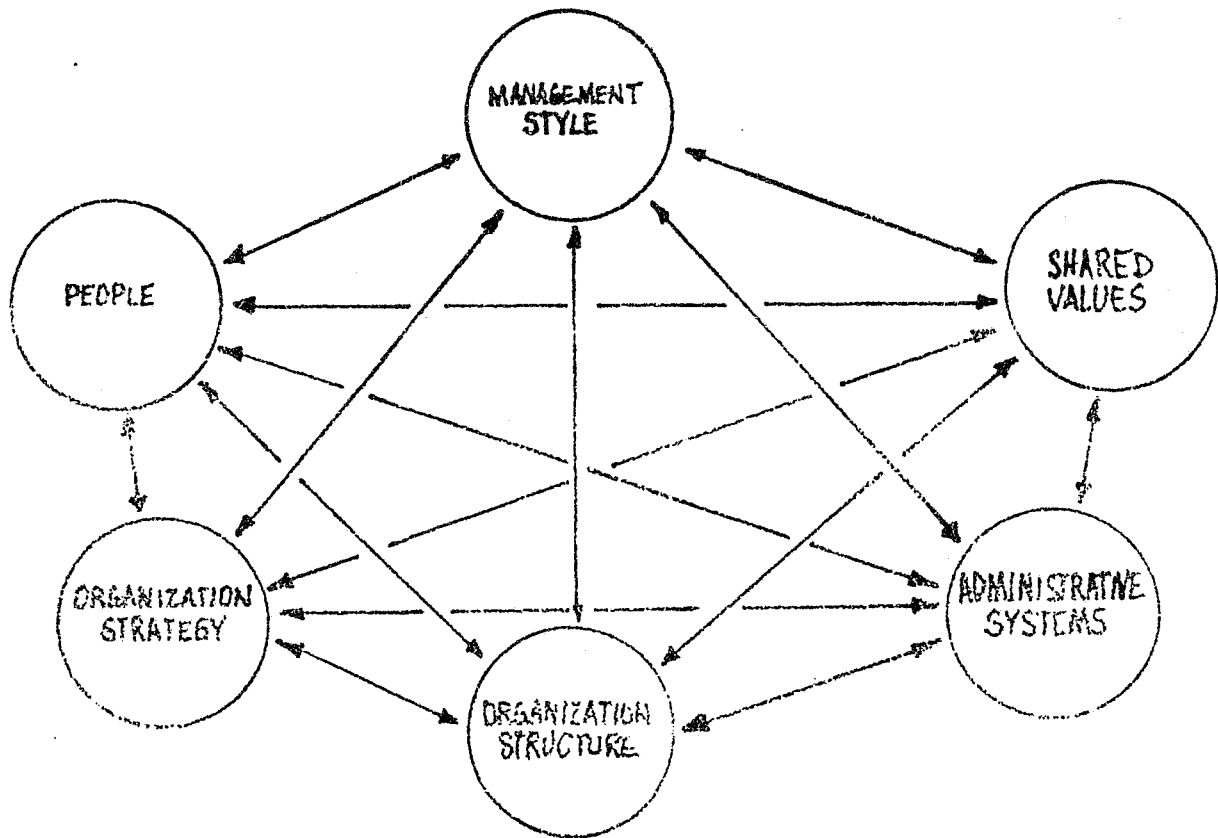 MANAGEMENT
STYLE
PEOPLE
SHARED
VALUES
ORGANIZATION
STRATEGY
ADMINISTRATIVE
SYSTEMS
ORGANIZATION
STRUCTURE